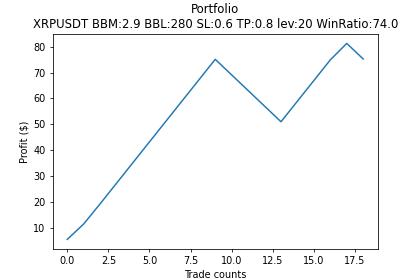 Portfolio
XRPUSDT BBM:2.9 BBL:280 SL:0.6 TP:0.8 lev:20 WinRatio:74.0
80
70
60
50
40
30
20
10
Profit ($)
0.0 2.5 5.0 7.5 10.0 12.5 15.0 17.5
Trade counts